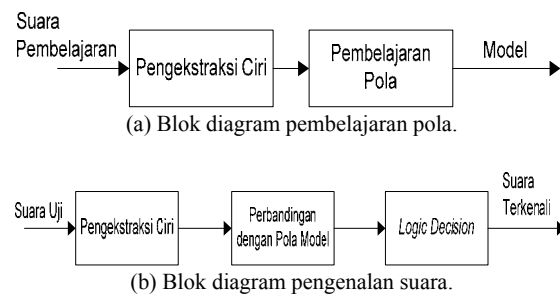 Suara
Pembelajaran
Pengekstraksi Ciri
Pembelajaran
Pola
Model
(a) Blok diagram pembelajaran pola.
Suara Uji
Pengekstraksi Ciri
Perbandingan
dengan Pola Model
Logic Decision
Suara
Terkenali
(b) Blok diagram pengenalan suara.